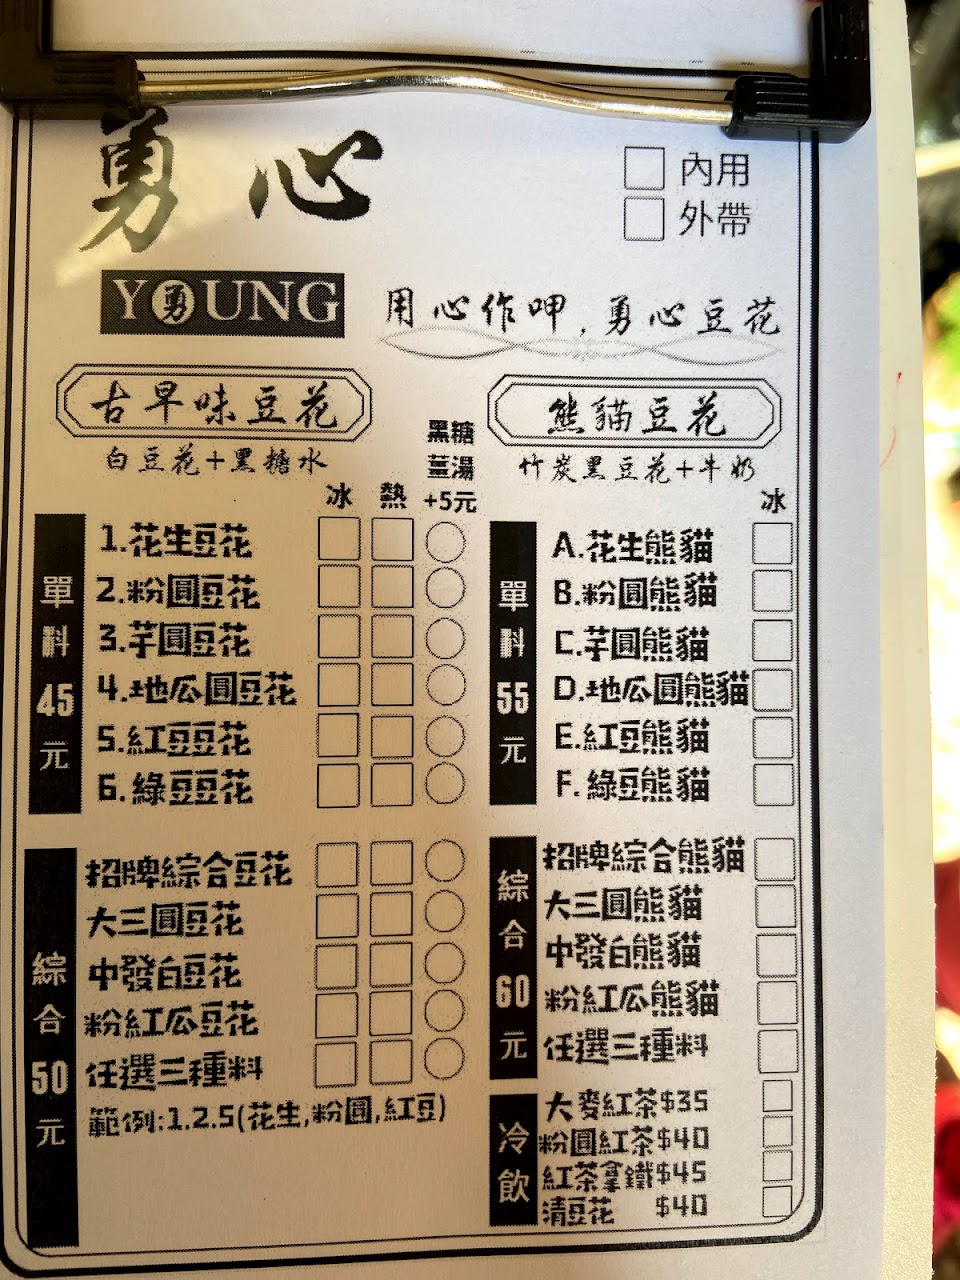 勇心
內用
外帶
YOUNG
勇
用心作呷,勇心豆花
古早味豆花
白豆花+黑糖水
冰
熱
黑糖
薑湯
+5元
單料45元
1.花生豆花
2.粉圓豆花
3.芋圓豆花
4.地瓜圓豆花
5.紅豆豆花
6.綠豆豆花
綜合50元
招牌綜合豆花
大三圓豆花
中發白豆花
粉紅瓜豆花
任選三種料
範例:1.2.5(花生,粉圓,紅豆)
熊貓豆花
竹炭黑豆花+牛奶
冰
單料55元
A.花生熊貓
B.粉圓熊貓
C.芋圓熊貓
D.地瓜圓熊貓
E.紅豆熊貓
F.綠豆熊貓
綜合60元
招牌綜合熊貓
大三圓熊貓
中發白熊貓
粉紅瓜熊貓
任選三種料
冷飲
大麥紅茶$35
粉圓紅茶$40
紅茶拿鐵$45
清豆花 $40